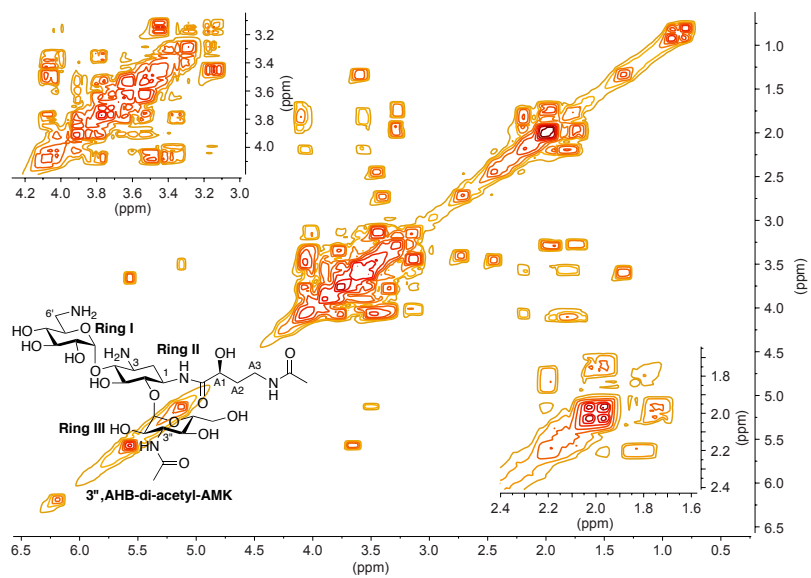 3.2
3.4
3.6
3.8
4.0
(ppm)
4.2 4.0 3.8 3.6 3.4 3.2 3.0
(ppm)
1.0
1.5
2.0
2.5
3.0
3.5
4.0
4.5
5.0
5.5
6.0
6.5
(ppm)
6'
NH2
Ring I
HO
O
HO
HO
O
H2N
3
Ring II
HO
1
H
N
OH
A1
A2
A3
O
N
H
O
O
Ring III
HO
O
HO
OH
3"
HN
O
3",AHB-di-acetyl-AMK
1.8
2.0
2.2
2.4
(ppm)
2.4 2.2 2.0 1.8 1.6
(ppm)
6.5 6.0 5.5 5.0 4.5 4.0 3.5 3.0 2.5 2.0 1.5 1.0 0.5
(ppm)